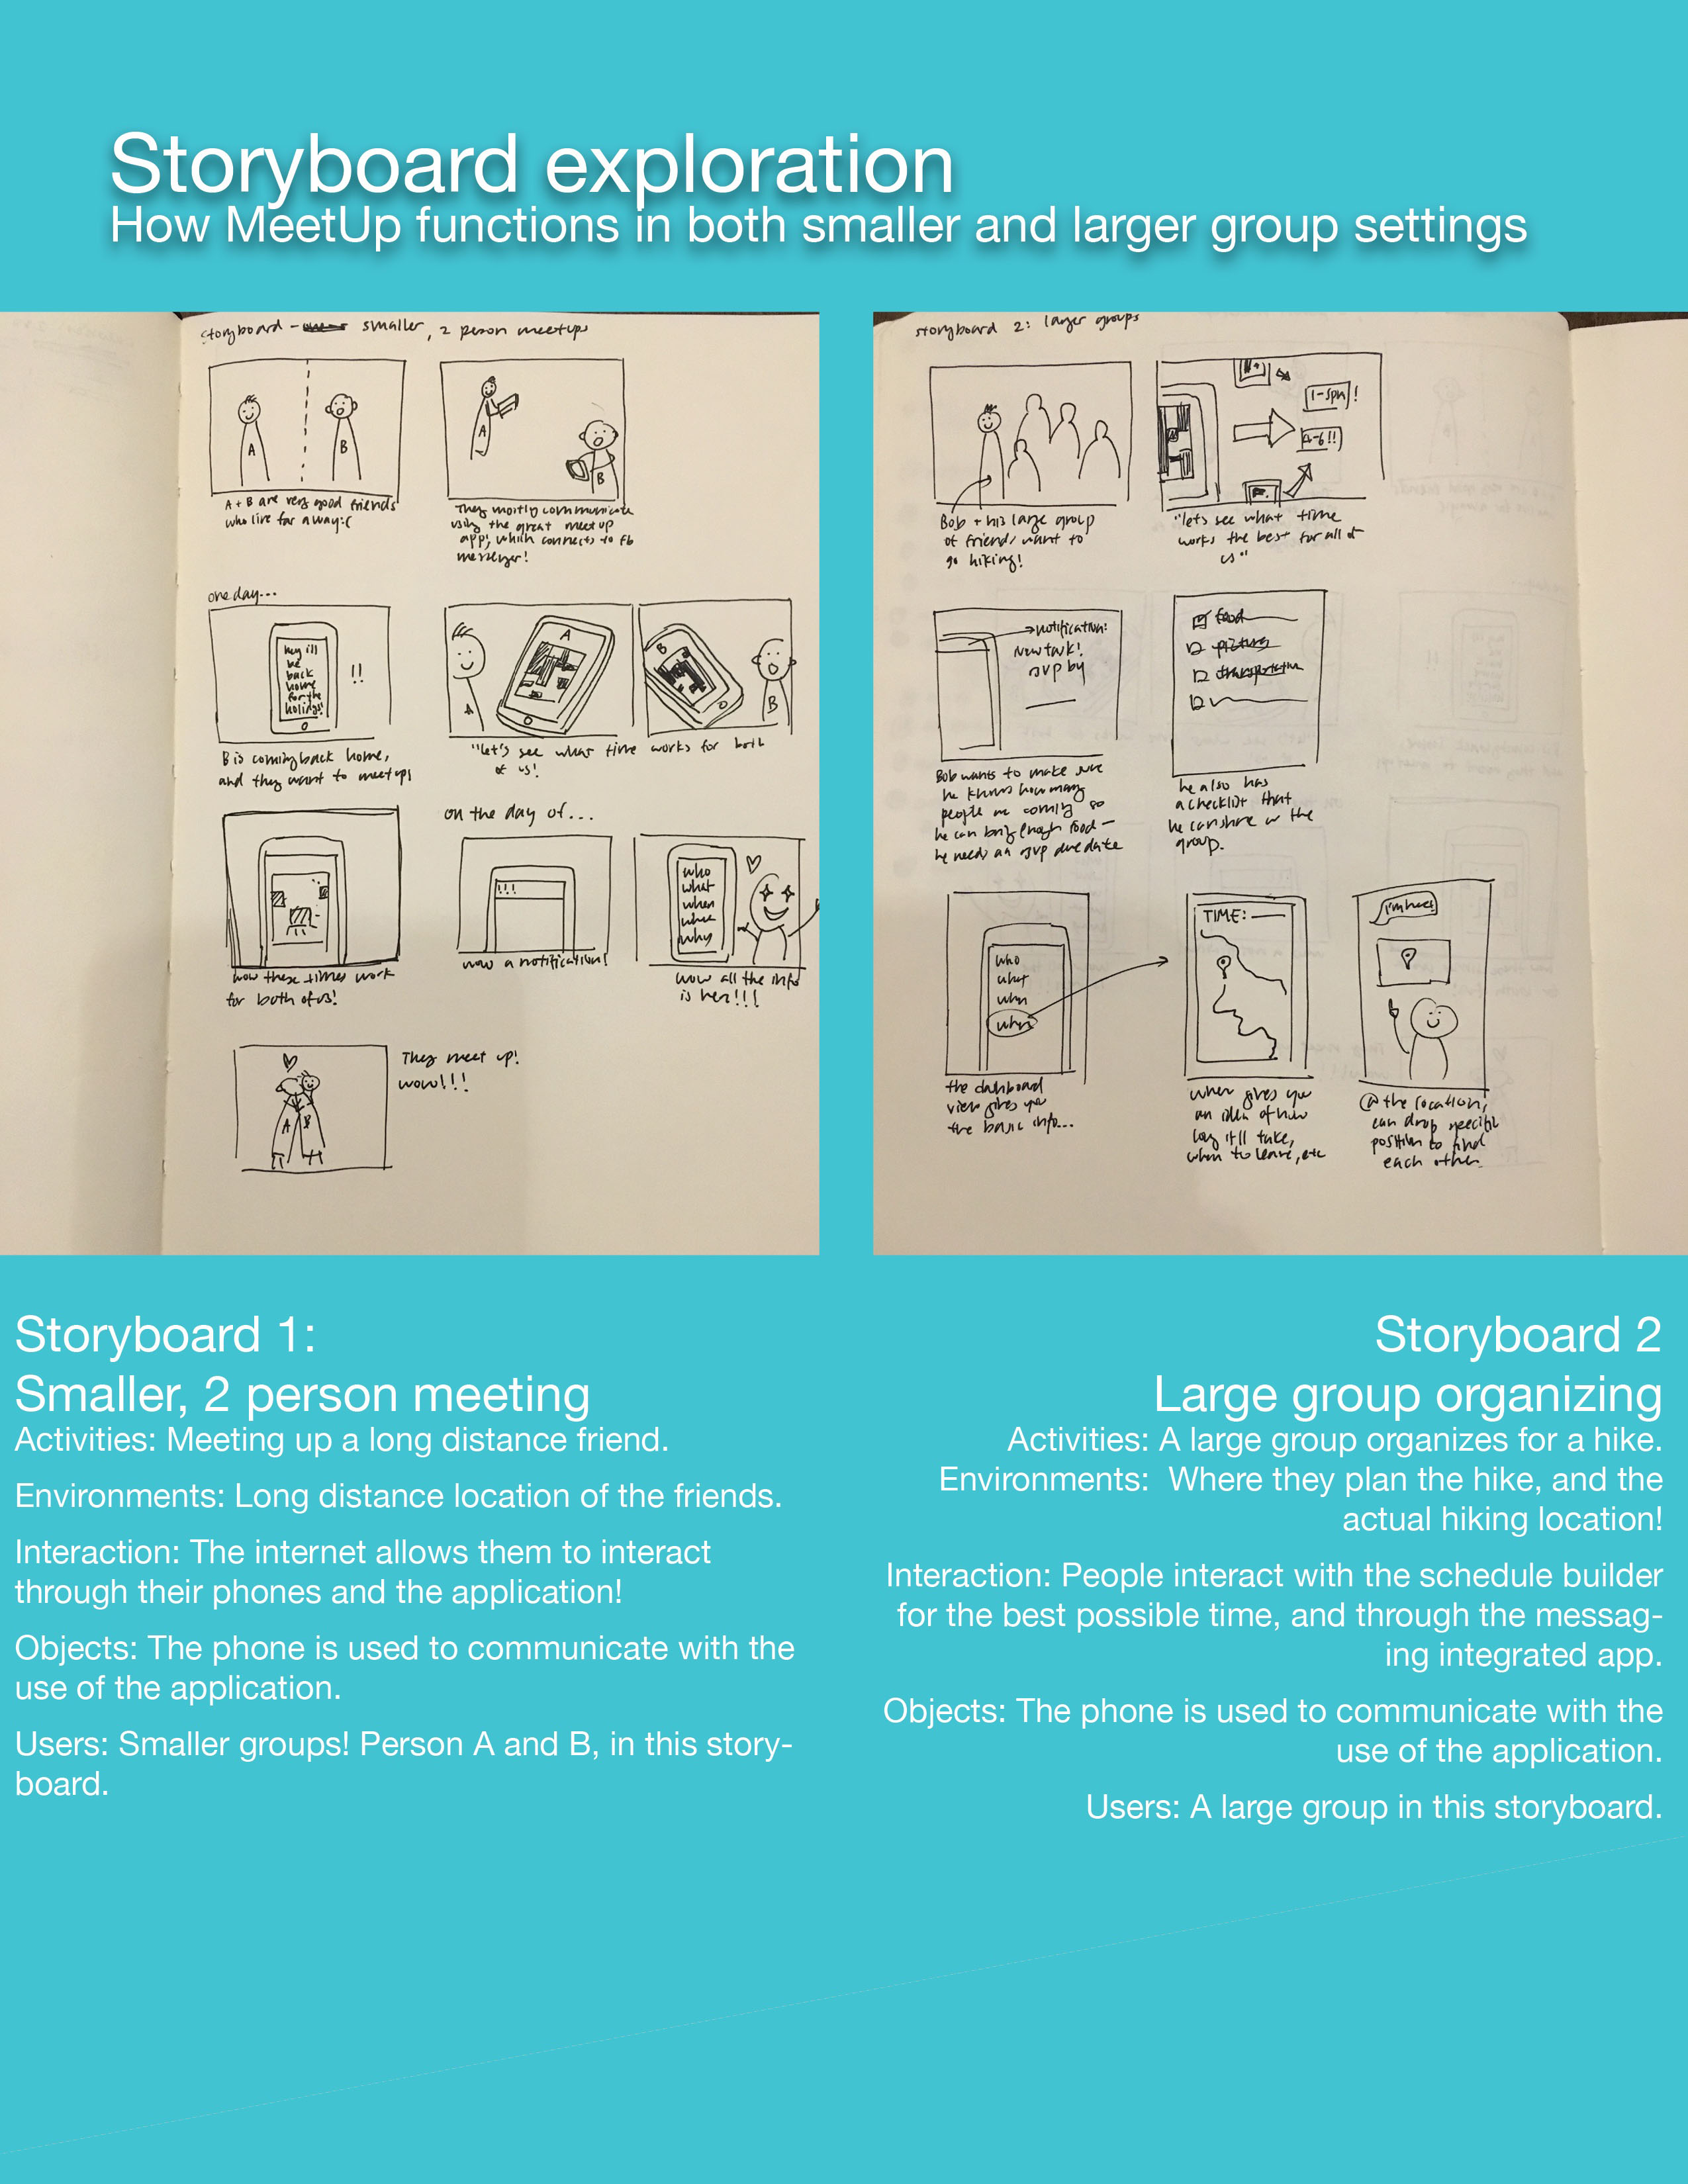 Storyboard exploration
How MeetUp functions in both smaller and larger group settings
storyboard - smaller, 2 person meetups
A
B
A + B are very good friends
who live far away:(
A
B
They mostly communicate
using the great meet up
app, which connects to fb
messenger!
one day...
hey ill
be
back
home
for the
holidays!
!!
B is coming back home,
and they want to meet up!
A
A
B
B
"let's see what time works for both
of us!
wow these times work
for both of us!
on the day of...
!!!
wow a notification!
who
what
when
where
why
wow all the info
is here!!!
A
B
They meet up!
wow!!!
storyboard 2: larger groups
Bob + his large group
of friends want to
go hiking!
1-5pm!
!!
"lets see what time
works the best for all of
us"
notification:
New task!
rsvp by
Bob wants to make sure
he knows how many
people are coming so
he can bring enough food -
he needs an rsvp due date
food
pictures
transportation
he also has
a checklist that
he can share w the
group.
who
what
when
where
the dashboard
view gives you
the basic info...
TIME:
where gives you
an idea of how
long it'll take,
when to leave, etc
I'm here!
@ the location,
can drop specific
position to find
each other.
Storyboard 1:
Smaller, 2 person meeting
Activities: Meeting up a long distance friend.
Environments: Long distance location of the friends.
Interaction: The internet allows them to interact
through their phones and the application!
Objects: The phone is used to communicate with the
use of the application.
Users: Smaller groups! Person A and B, in this story-
board.
Storyboard 2
Large group organizing
Activities: A large group organizes for a hike.
Environments:  Where they plan the hike, and the
actual hiking location!
Interaction: People interact with the schedule builder
for the best possible time, and through the messag-
ing integrated app.
Objects: The phone is used to communicate with the
use of the application.
Users: A large group in this storyboard.